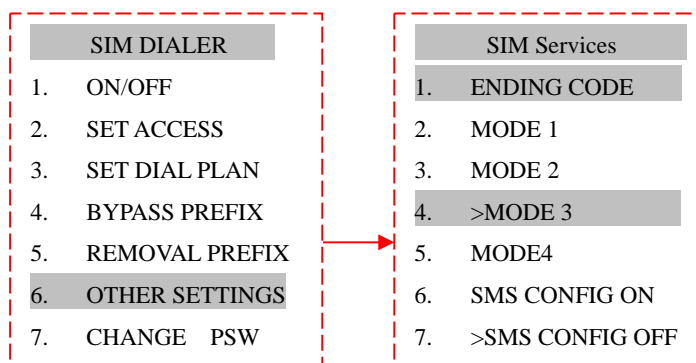 SIM DIALER
1. ON/OFF
2. SET ACCESS
3. SET DIAL PLAN
4. BYPASS PREFIX
5. REMOVAL PREFIX
6. OTHER SETTINGS
7. CHANGE PSW
SIM Services
1. ENDING CODE
2. MODE 1
3. MODE 2
4. >MODE 3
5. MODE4
6. SMS CONFIG ON
7. >SMS CONFIG OFF